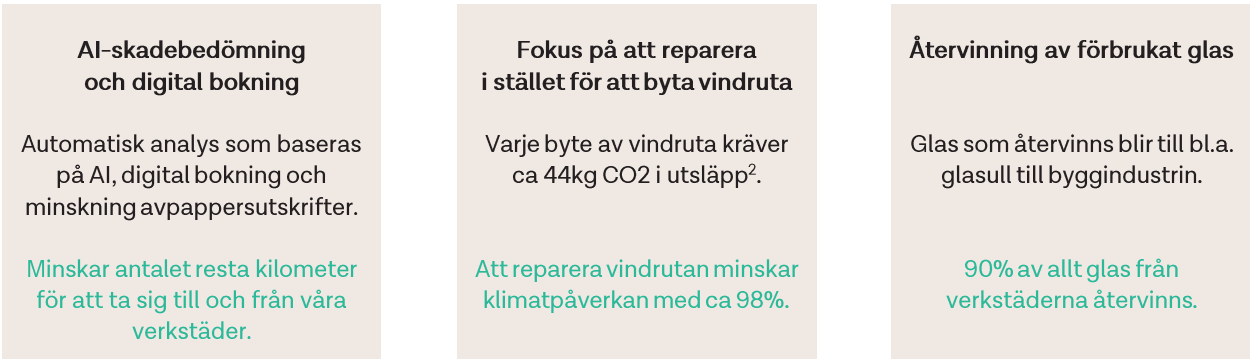 AI-skadebedömning
och digital bokning
Automatisk analys som baseras
på AI, digital bokning och
minskning avpappersutskrifter.
Minskar antalet resta kilometer
för att ta sig till och från våra
verkstäder.
Fokus på att reparera
i stället för att byta vindruta
Varje byte av vindruta kräver
ca 44kg CO2 i utsläpp².
Att reparera vindrutan minskar
klimatpåverkan med ca 98%.
Återvinning av förbrukat glas
Glas som återvinns blir till bl.a.
glasull till byggindustrin.
90% av allt glas från
verkstäderna återvinns.